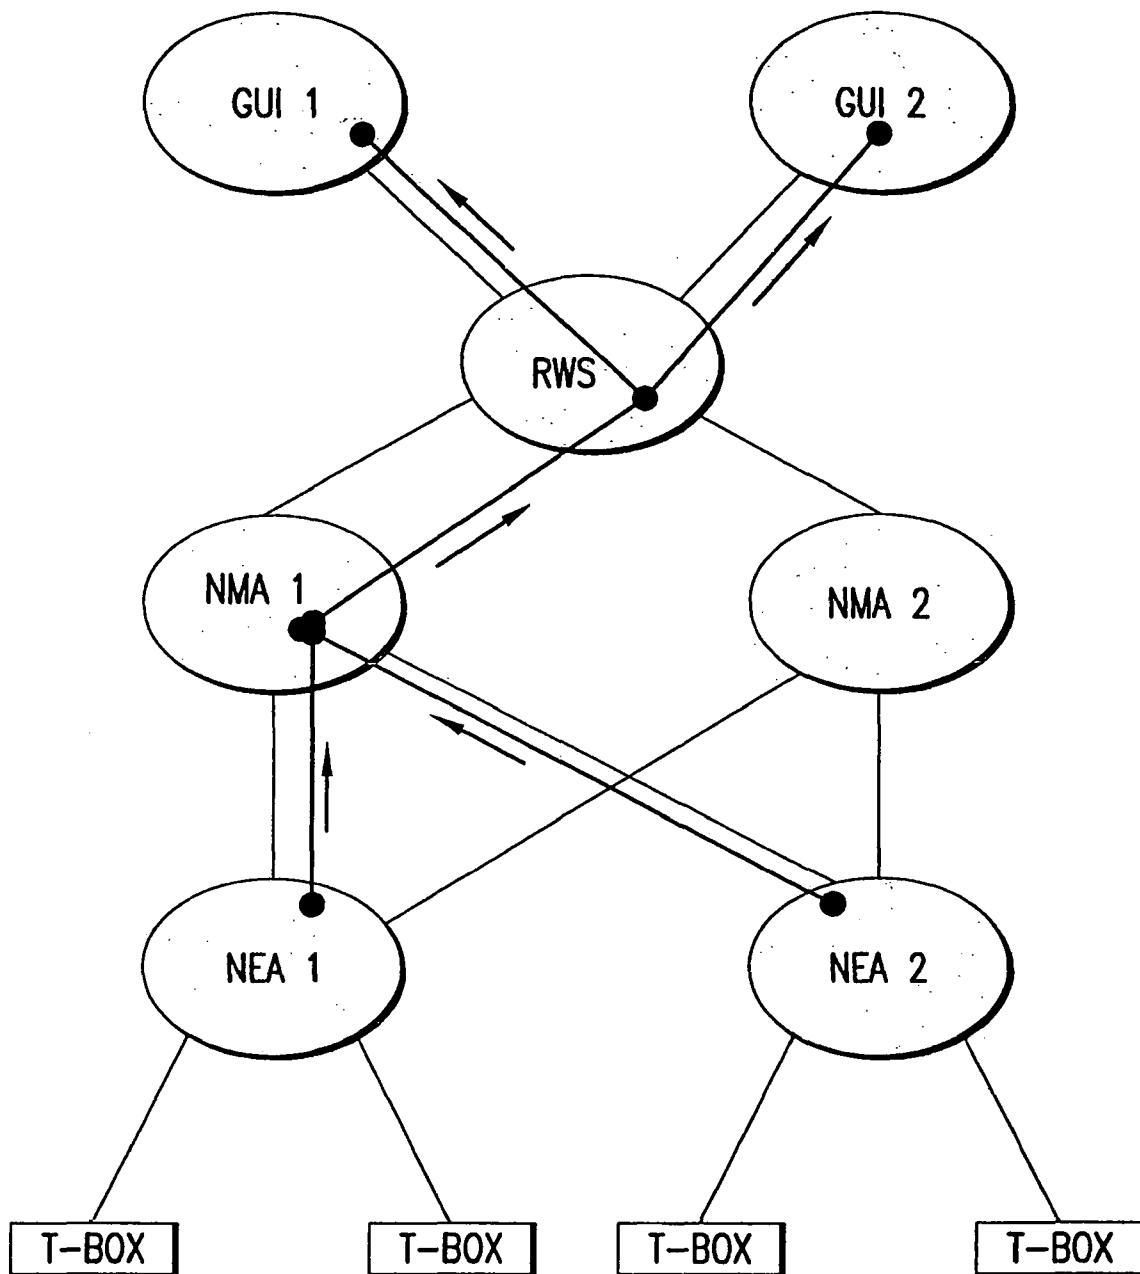 GUI 1
GUI 2
RWS
NMA 1
NMA 2
NEA 1
NEA 2
T-BOX
T-BOX
T-BOX
T-BOX